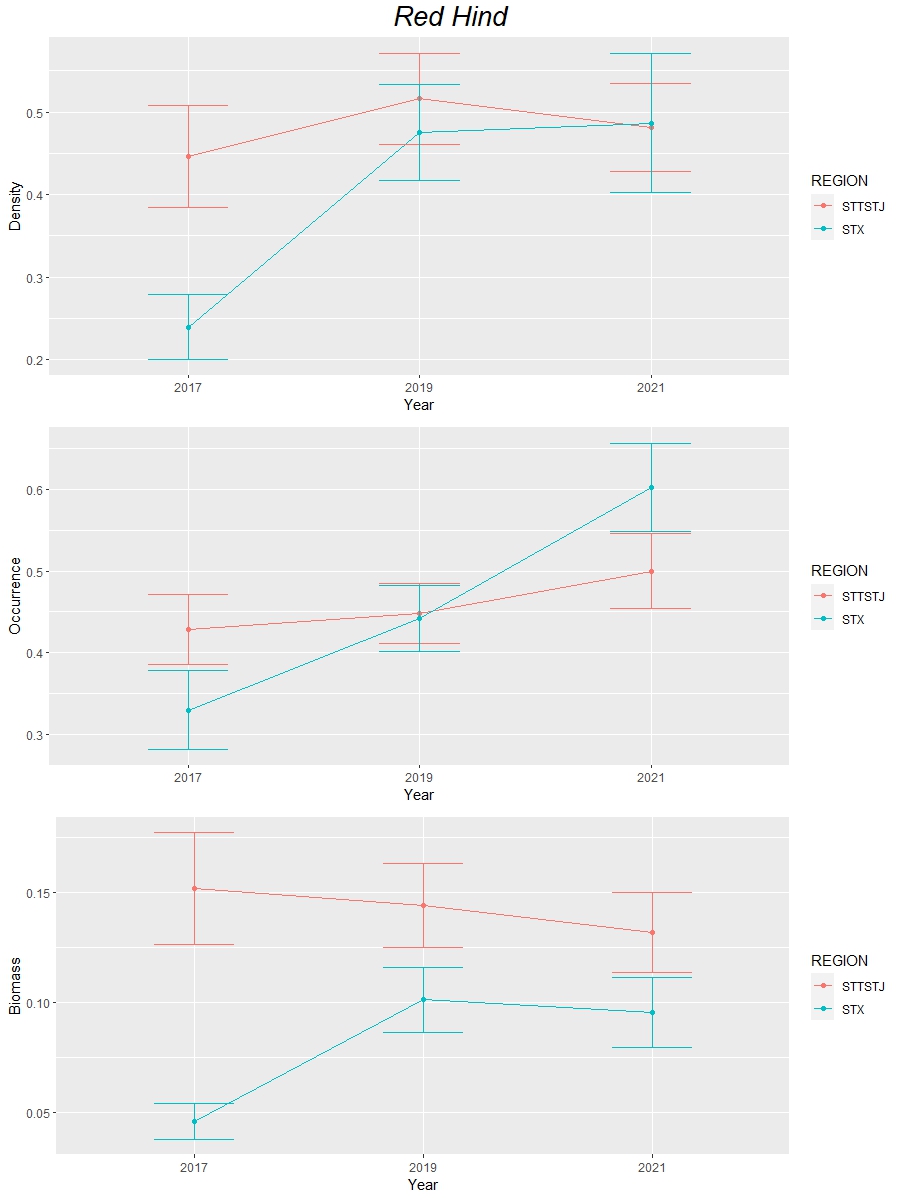 Red Hind
0.5
0.4
0.3
0.2
Density
2017 2019 2021
Year
REGION
STTSTJ
STX
0.6
0.5
0.4
0.3
Occurrence
2017 2019 2021
Year
REGION
STTSTJ
STX
0.15
0.10
0.05
Biomass
2017 2019 2021
Year
REGION
STTSTJ
STX